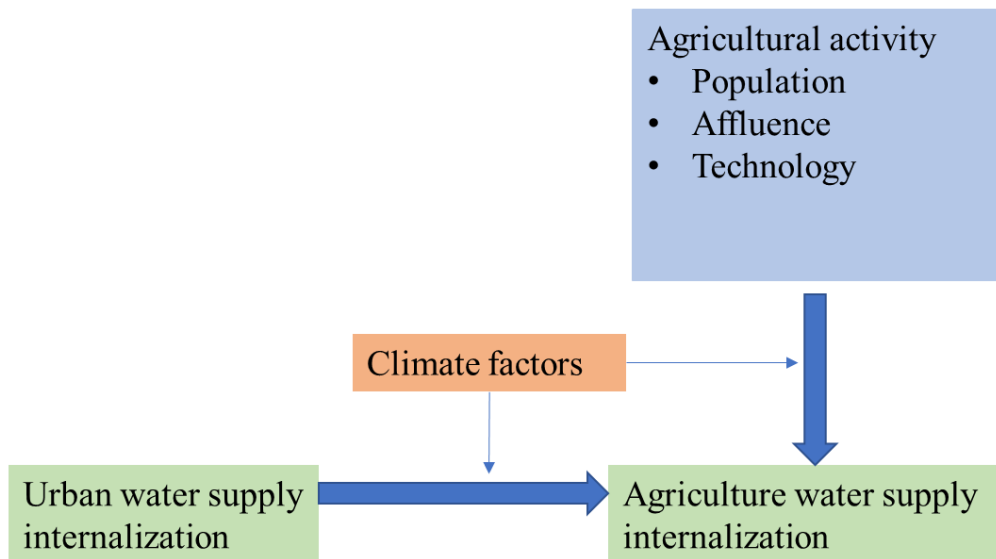 Agricultural activity
• Population
• Affluence
• Technology
Climate factors
Urban water supply
internalization
Agriculture water supply
internalization